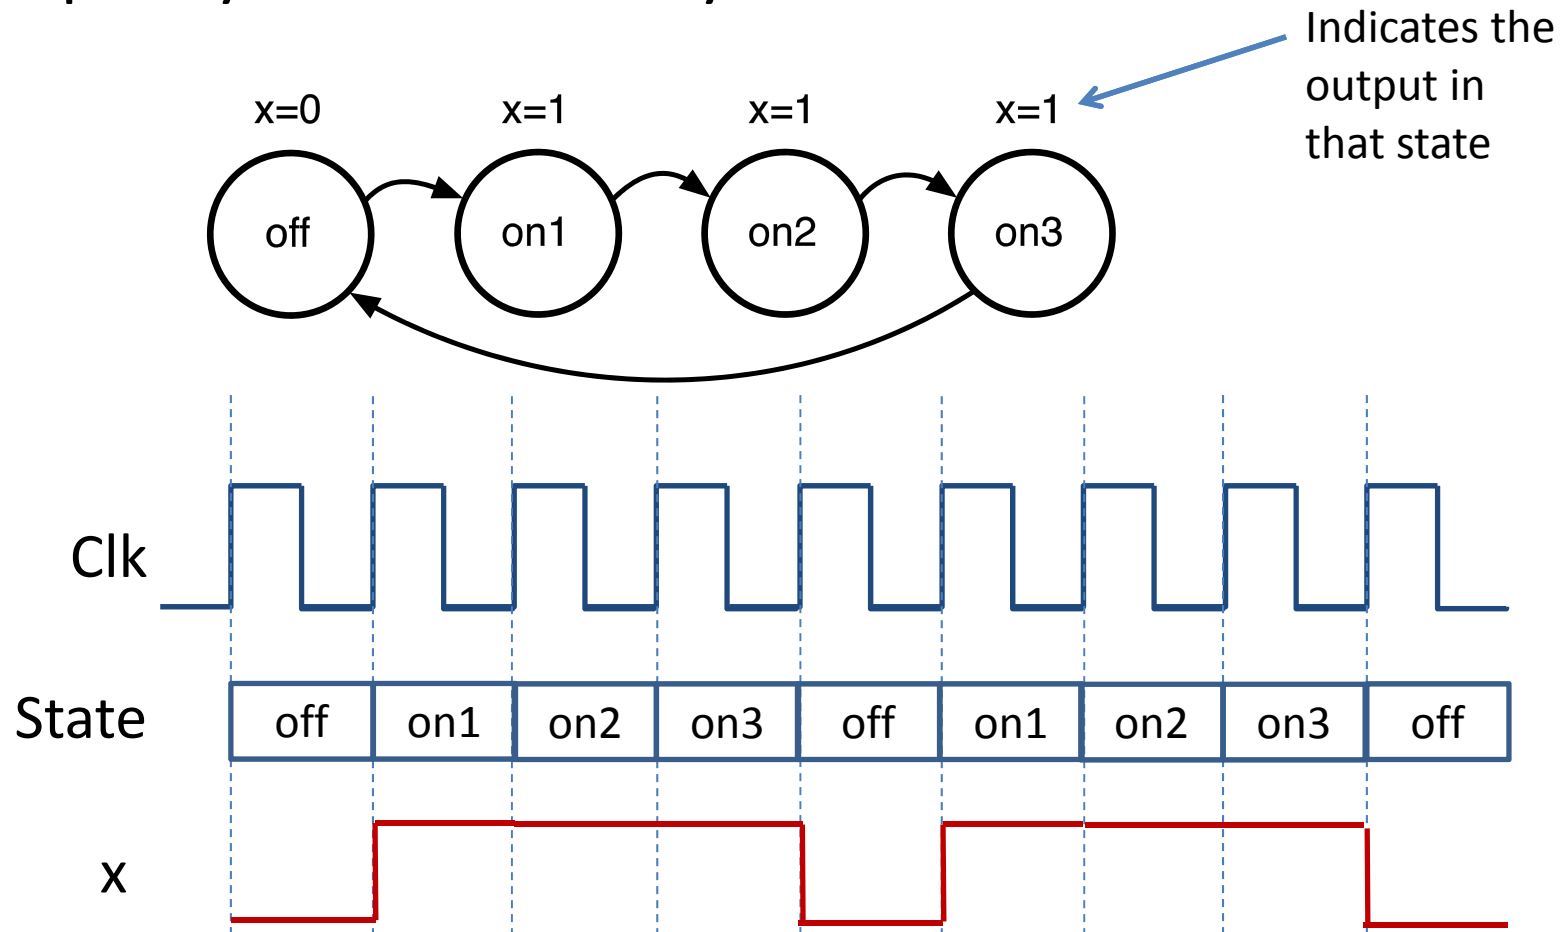 Indicates the
output in
that state
x=0 x=1 x=1 x=1
off on1 on2 on3
Clk
State off on1 on2 on3 off on1 on2 on3 off
x